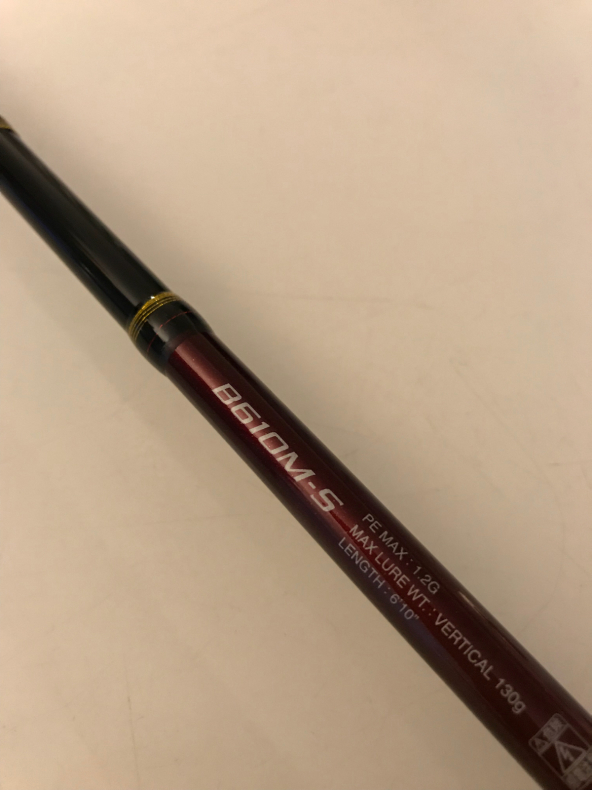 B610M-S
PE MAX : 1.2G
MAX LURE WT. : VERTICAL 130g
LENGTH : 6'10"